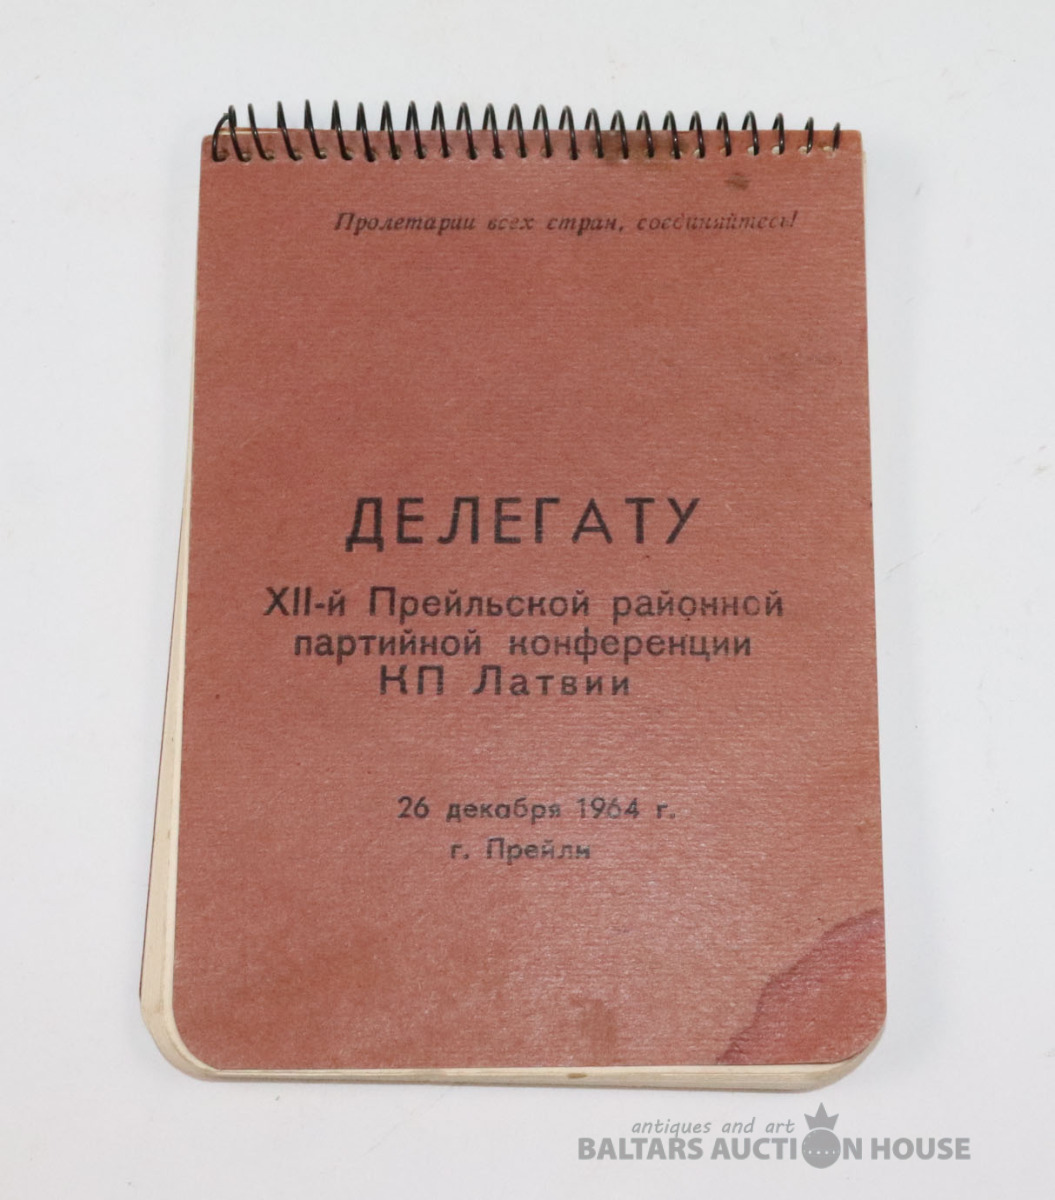 Пролетарии всех стран, соединяйтесь!
ДЕЛЕГАТУ
XII-й Прейльской районной
партийной конференции
КП Латвии
26 декабря 1964 г.
г. Прейли
antiques and art
BALTARS AUCTION HOUSE